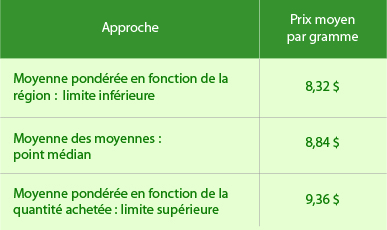 Approche
Prix moyen
par gramme
Moyenne pondérée en fonction de la
région : limite inférieure
8,32 $
Moyenne des moyennes :
point médian
8,84 $
Moyenne pondérée en fonction de la
quantité achetée : limite supérieure
9,36 $